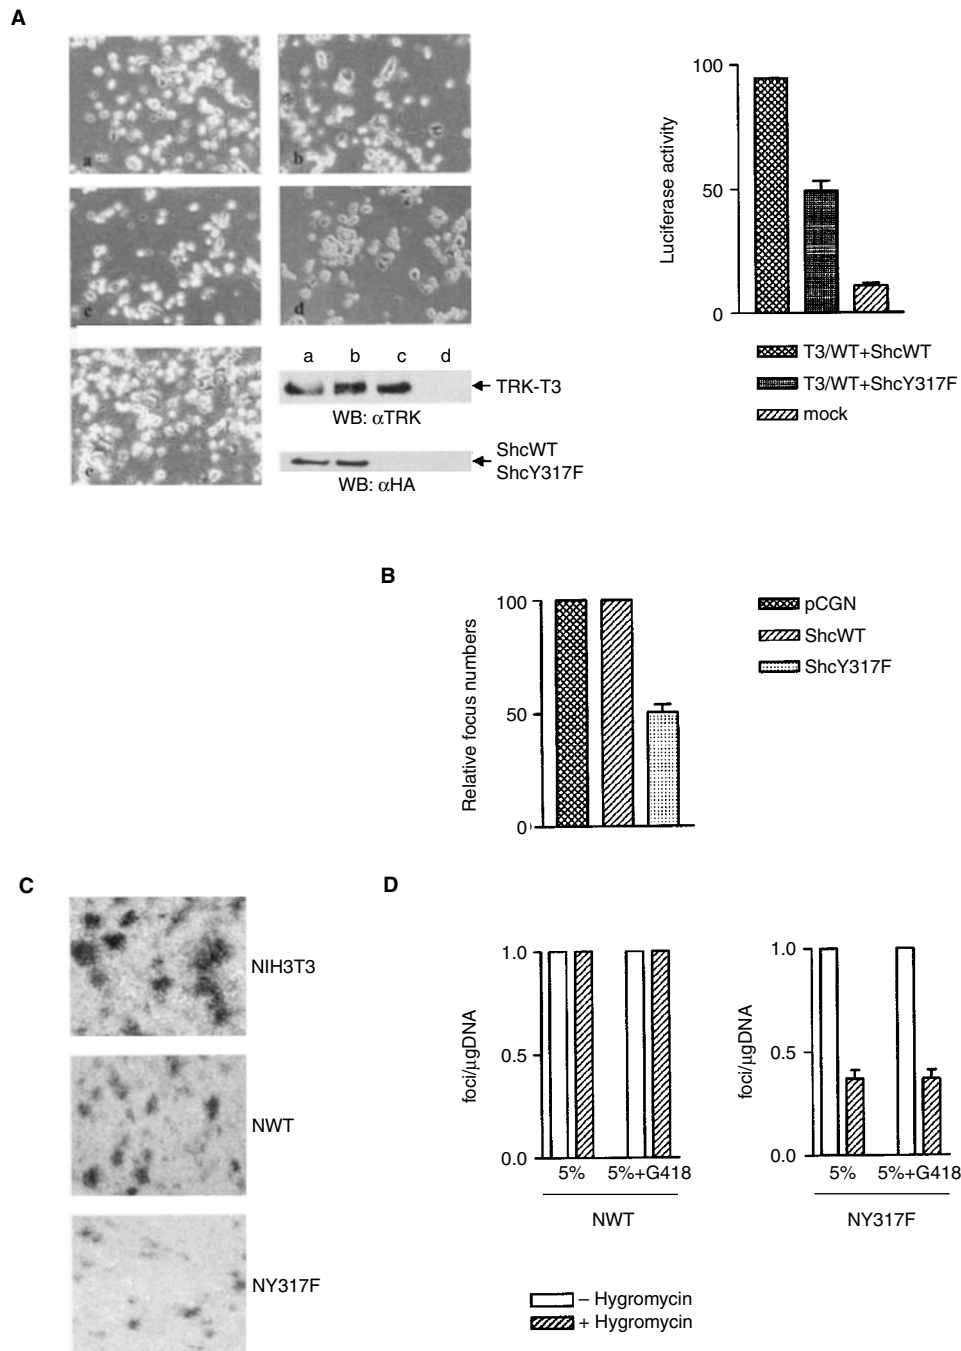 A
a
b
c
d
e
a b c d
TRK-T3
WB: αTRK
ShcWT
ShcY317F
WB: αHA
Luciferase activity
100
50
0
T3/WT+ShcWT
T3/WT+ShcY317F
mock
B
Relative focus numbers
100
50
0
pCGN
ShcWT
ShcY317F
C
NIH3T3
NWT
NY317F
D
foci/μgDNA
1.0
0.5
0.0
5% 5%+G418
NWT
foci/μgDNA
1.0
0.5
0.0
5% 5%+G418
NY317F
– Hygromycin
+ Hygromycin